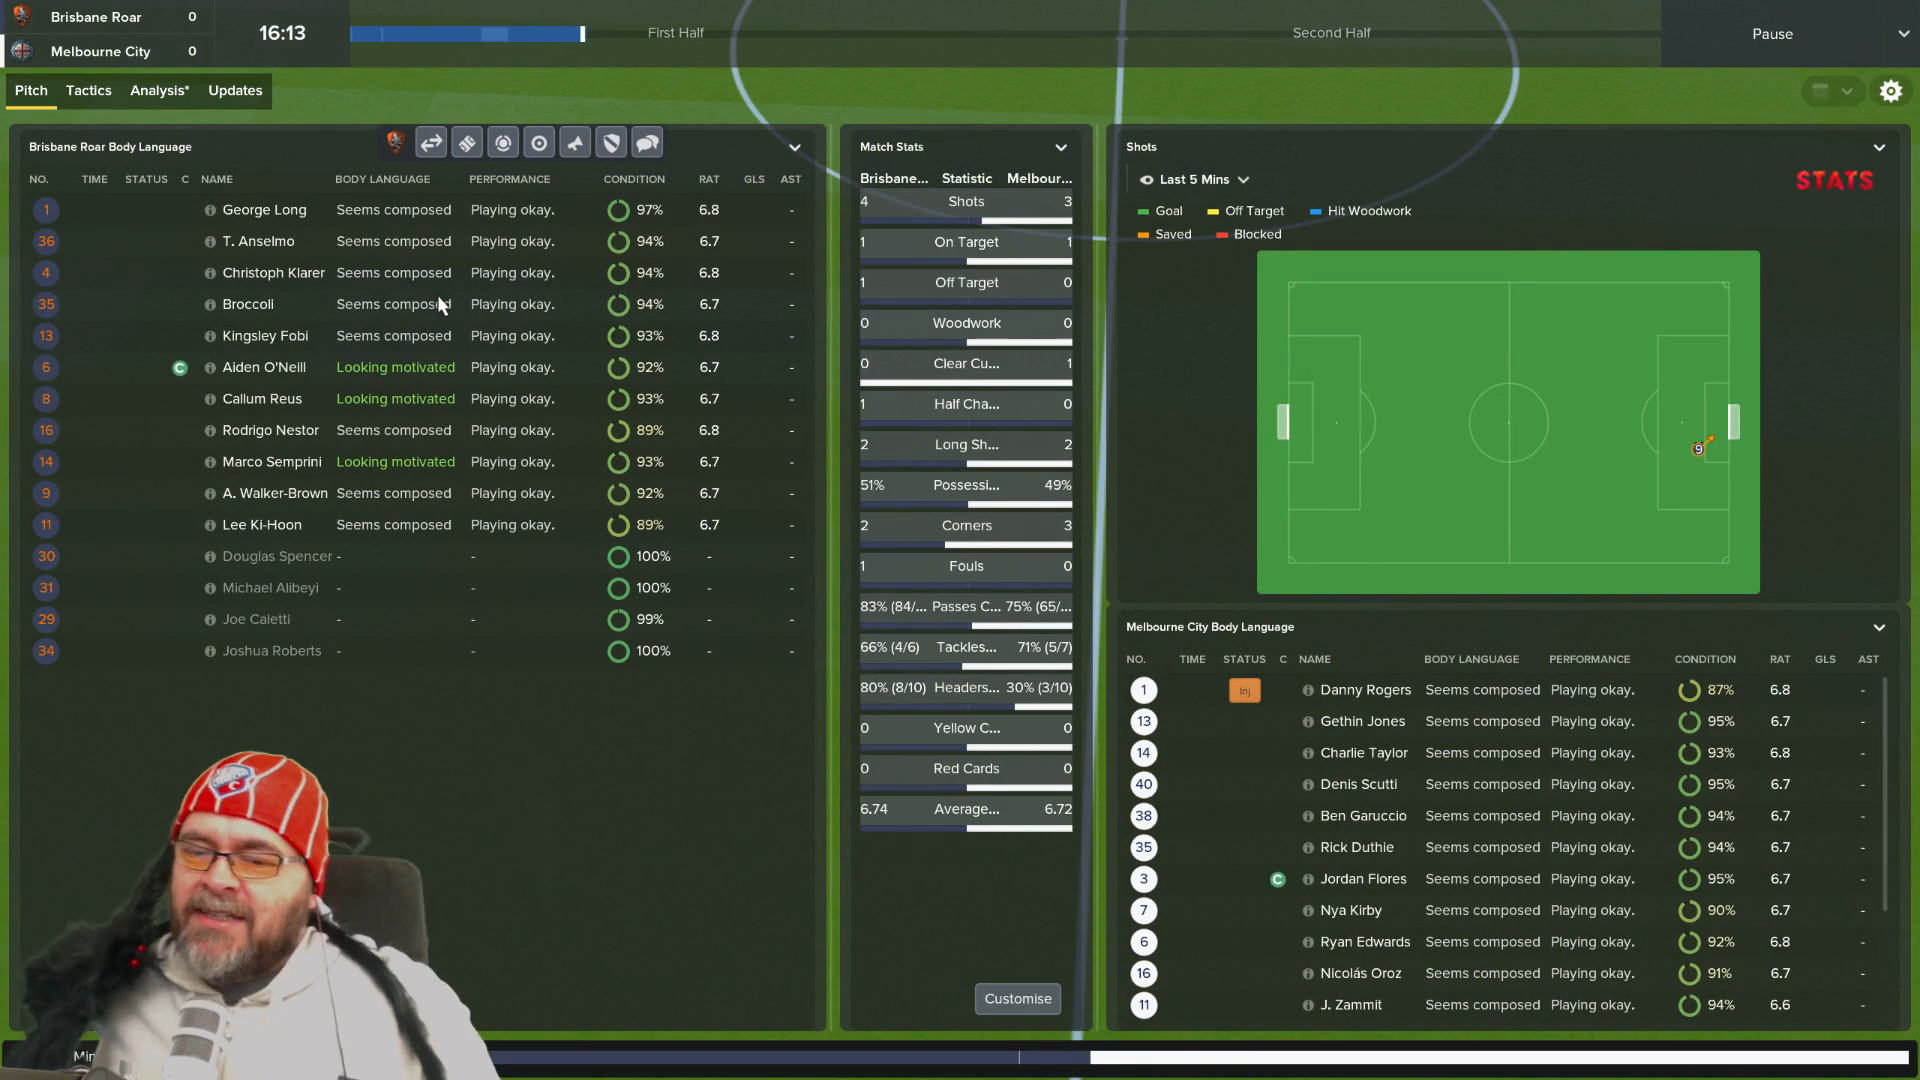 Brisbane Roar 0
Melbourne City 0
16:13
First Half
Second Half
Pause
Pitch Tactics Analysis* Updates
Brisbane Roar Body Language
NO. TIME STATUS C NAME BODY LANGUAGE PERFORMANCE CONDITION RAT GLS AST
1 George Long Seems composed Playing okay. 97% 6.8 -
36 T. Anselmo Seems composed Playing okay. 94% 6.7 -
4 Christoph Klarer Seems composed Playing okay. 94% 6.8 -
35 Broccoli Seems composed Playing okay. 94% 6.7 -
13 Kingsley Fobi Seems composed Playing okay. 93% 6.8 -
6 C Aiden O'Neill Looking motivated Playing okay. 92% 6.7 -
8 Callum Reus Looking motivated Playing okay. 93% 6.7 -
16 Rodrigo Nestor Seems composed Playing okay. 89% 6.8 -
14 Marco Semprini Looking motivated Playing okay. 93% 6.7 -
9 A. Walker-Brown Seems composed Playing okay. 92% 6.7 -
11 Lee Ki-Hoon Seems composed Playing okay. 89% 6.7 -
30 Douglas Spencer - - 100% - -
31 Michael Alibeyi - - 100% - -
29 Joe Caletti - - 99% - -
34 Joshua Roberts - - 100% - -
Match Stats
Brisbane... Statistic Melbour...
4 Shots 3
1 On Target 1
1 Off Target 0
0 Woodwork 0
0 Clear Cu... 1
1 Half Cha... 0
2 Long Sh... 2
51% Possessi... 49%
2 Corners 3
1 Fouls 0
83% (84/... Passes C... 75% (65/...
66% (4/6) Tackles... 71% (5/7)
80% (8/10) Headers... 30% (3/10)
0 Yellow C... 0
0 Red Cards 0
6.74 Average... 6.72
Customise
Shots
Last 5 Mins
STATS
Goal Off Target Hit Woodwork
Saved Blocked
9
Melbourne City Body Language
NO. TIME STATUS C NAME BODY LANGUAGE PERFORMANCE CONDITION RAT GLS AST
1 Inj Danny Rogers Seems composed Playing okay. 87% 6.8 -
13 Gethin Jones Seems composed Playing okay. 95% 6.7 -
14 Charlie Taylor Seems composed Playing okay. 93% 6.8 -
40 Denis Scutti Seems composed Playing okay. 95% 6.7 -
38 Ben Garuccio Seems composed Playing okay. 94% 6.7 -
35 Rick Duthie Seems composed Playing okay. 94% 6.7 -
3 C Jordan Flores Seems composed Playing okay. 95% 6.7 -
7 Nya Kirby Seems composed Playing okay. 90% 6.7 -
6 Ryan Edwards Seems composed Playing okay. 92% 6.8 -
16 Nicolás Oroz Seems composed Playing okay. 91% 6.7 -
11 J. Zammit Seems composed Playing okay. 94% 6.6 -